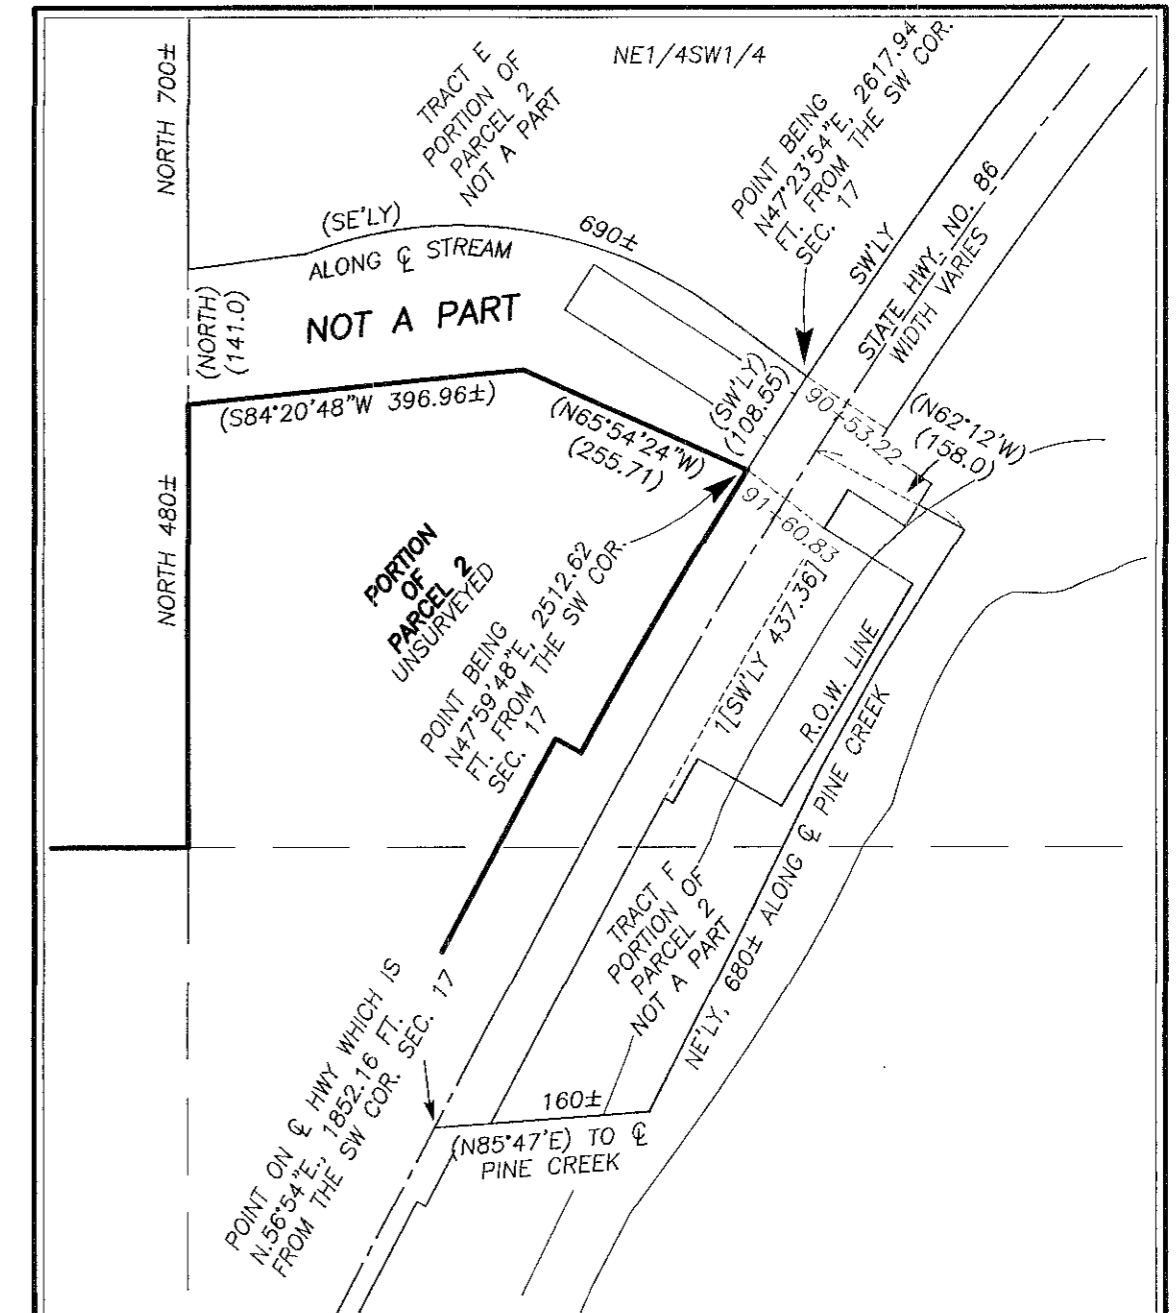 NORTH 700±
TRACT E
PORTION OF
PARCEL 2
NOT A PART
NE1/4SW1/4
POINT BEING
N47°23'54"E, 2617.94
FT. FROM THE SW COR.
SEC. 17
SW'LY
STATE HWY. NO. 86
WIDTH VARIES
(SE'LY)
690±
ALONG ℄ STREAM
NOT A PART
(NORTH)
(141.0)
(S84°20'48"W 396.96±)
(N65°54'24"W)
(255.71)
(SW'LY)
(108.55)
90+53.22
(N62°12'W)
(158.0)
91+60.83
NORTH 480±
PORTION
OF
PARCEL 2
UNSURVEYED
POINT BEING
N47°59'48"E, 2512.62
FT. FROM THE SW COR.
SEC. 17
1[SW'LY 437.36]
R.O.W. LINE
NE'LY, 680± ALONG ℄ PINE CREEK
TRACT F
PORTION OF
PARCEL 2
NOT A PART
POINT ON ℄ HWY WHICH IS
N.56°54'E., 1852.16 FT.
FROM THE SW COR. SEC. 17
160±
(N85°47'E) TO ℄
PINE CREEK